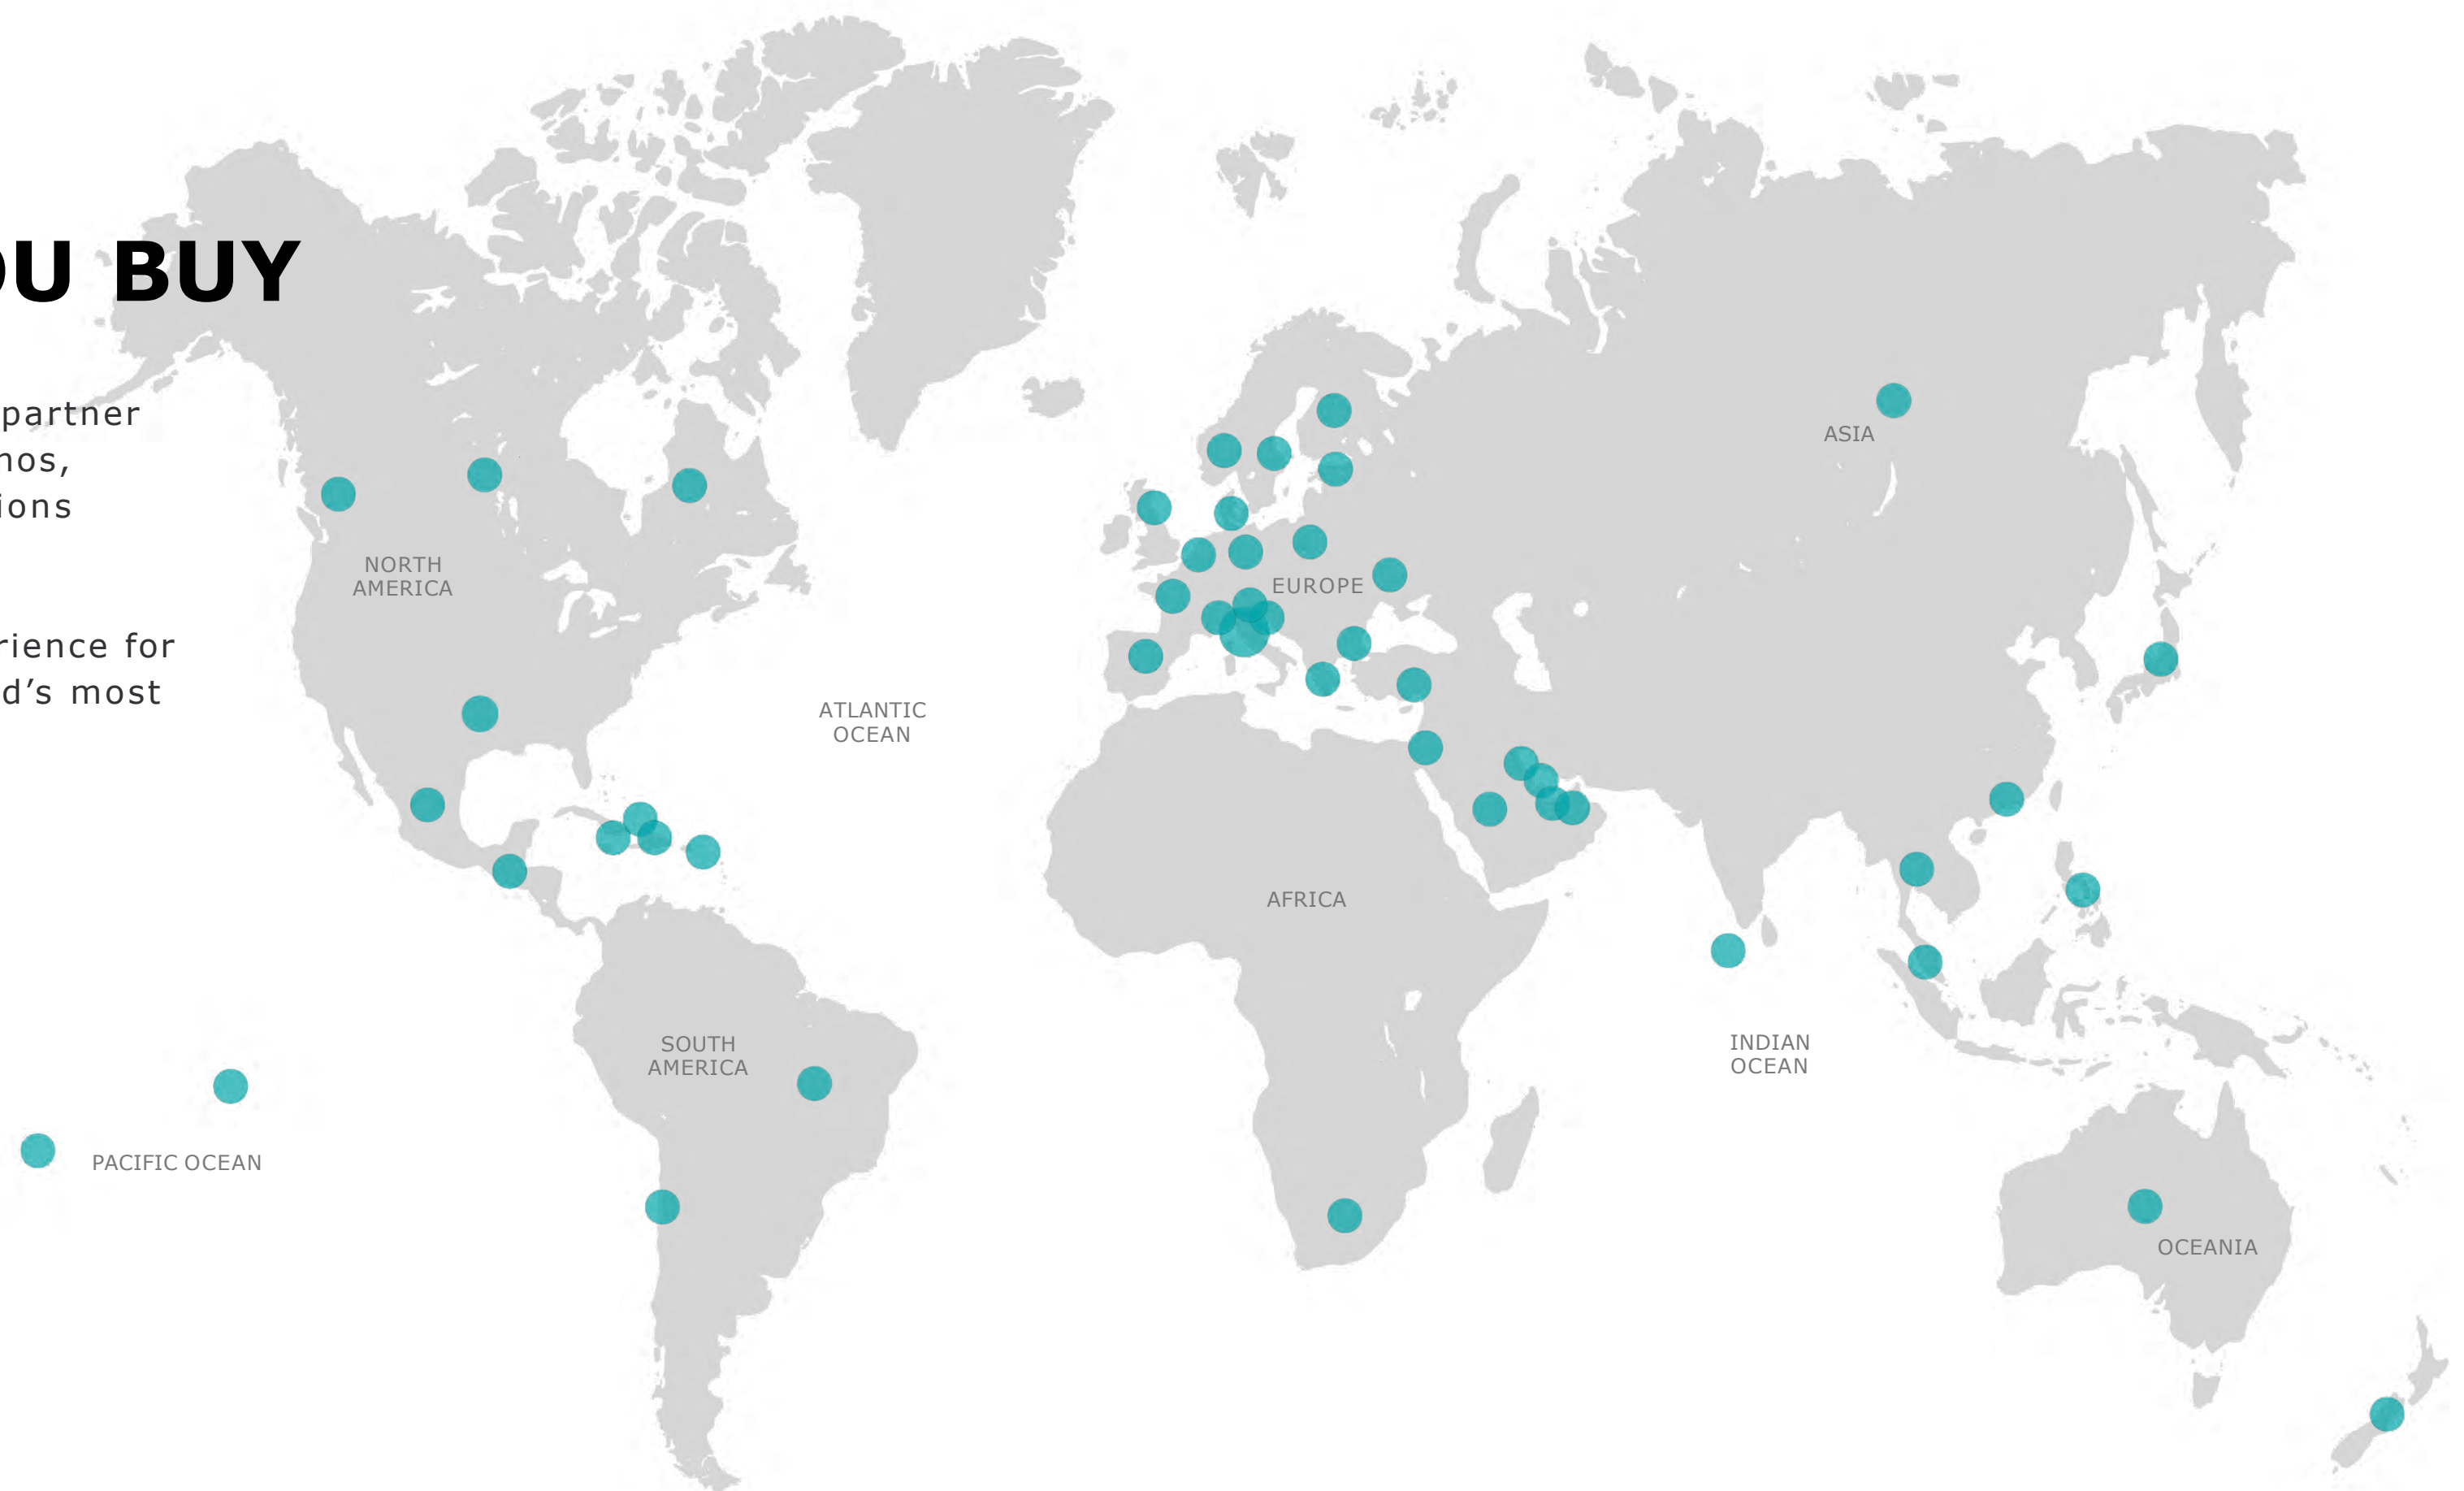 OU BUY
partner
nos,
ions
rience for
d's most
NORTH
AMERICA
ATLANTIC
OCEAN
EUROPE
ASIA
AFRICA
SOUTH
AMERICA
INDIAN
OCEAN
PACIFIC OCEAN
OCEANIA